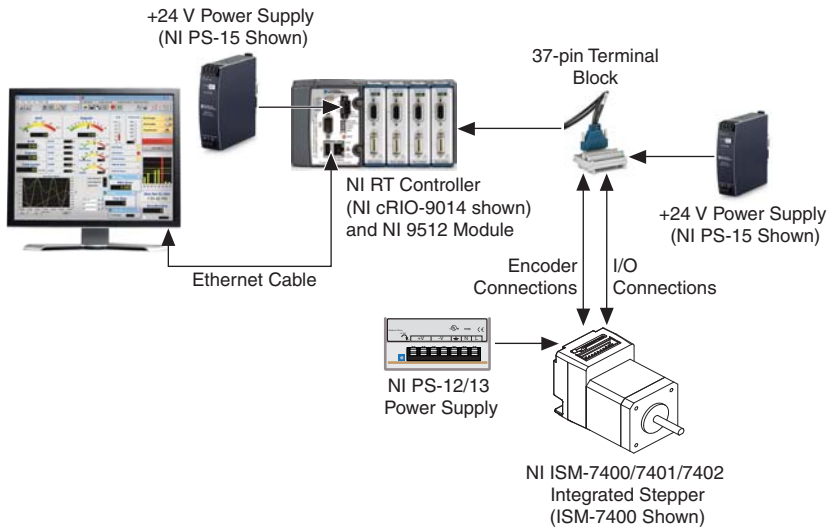 +24 V Power Supply
(NI PS-15 Shown)
37-pin Terminal
Block
NI RT Controller
(NI cRIO-9014 shown)
and NI 9512 Module
+24 V Power Supply
(NI PS-15 Shown)
Ethernet Cable
Encoder
Connections
I/O
Connections
NI PS-12/13
Power Supply
NI ISM-7400/7401/7402
Integrated Stepper
(ISM-7400 Shown)